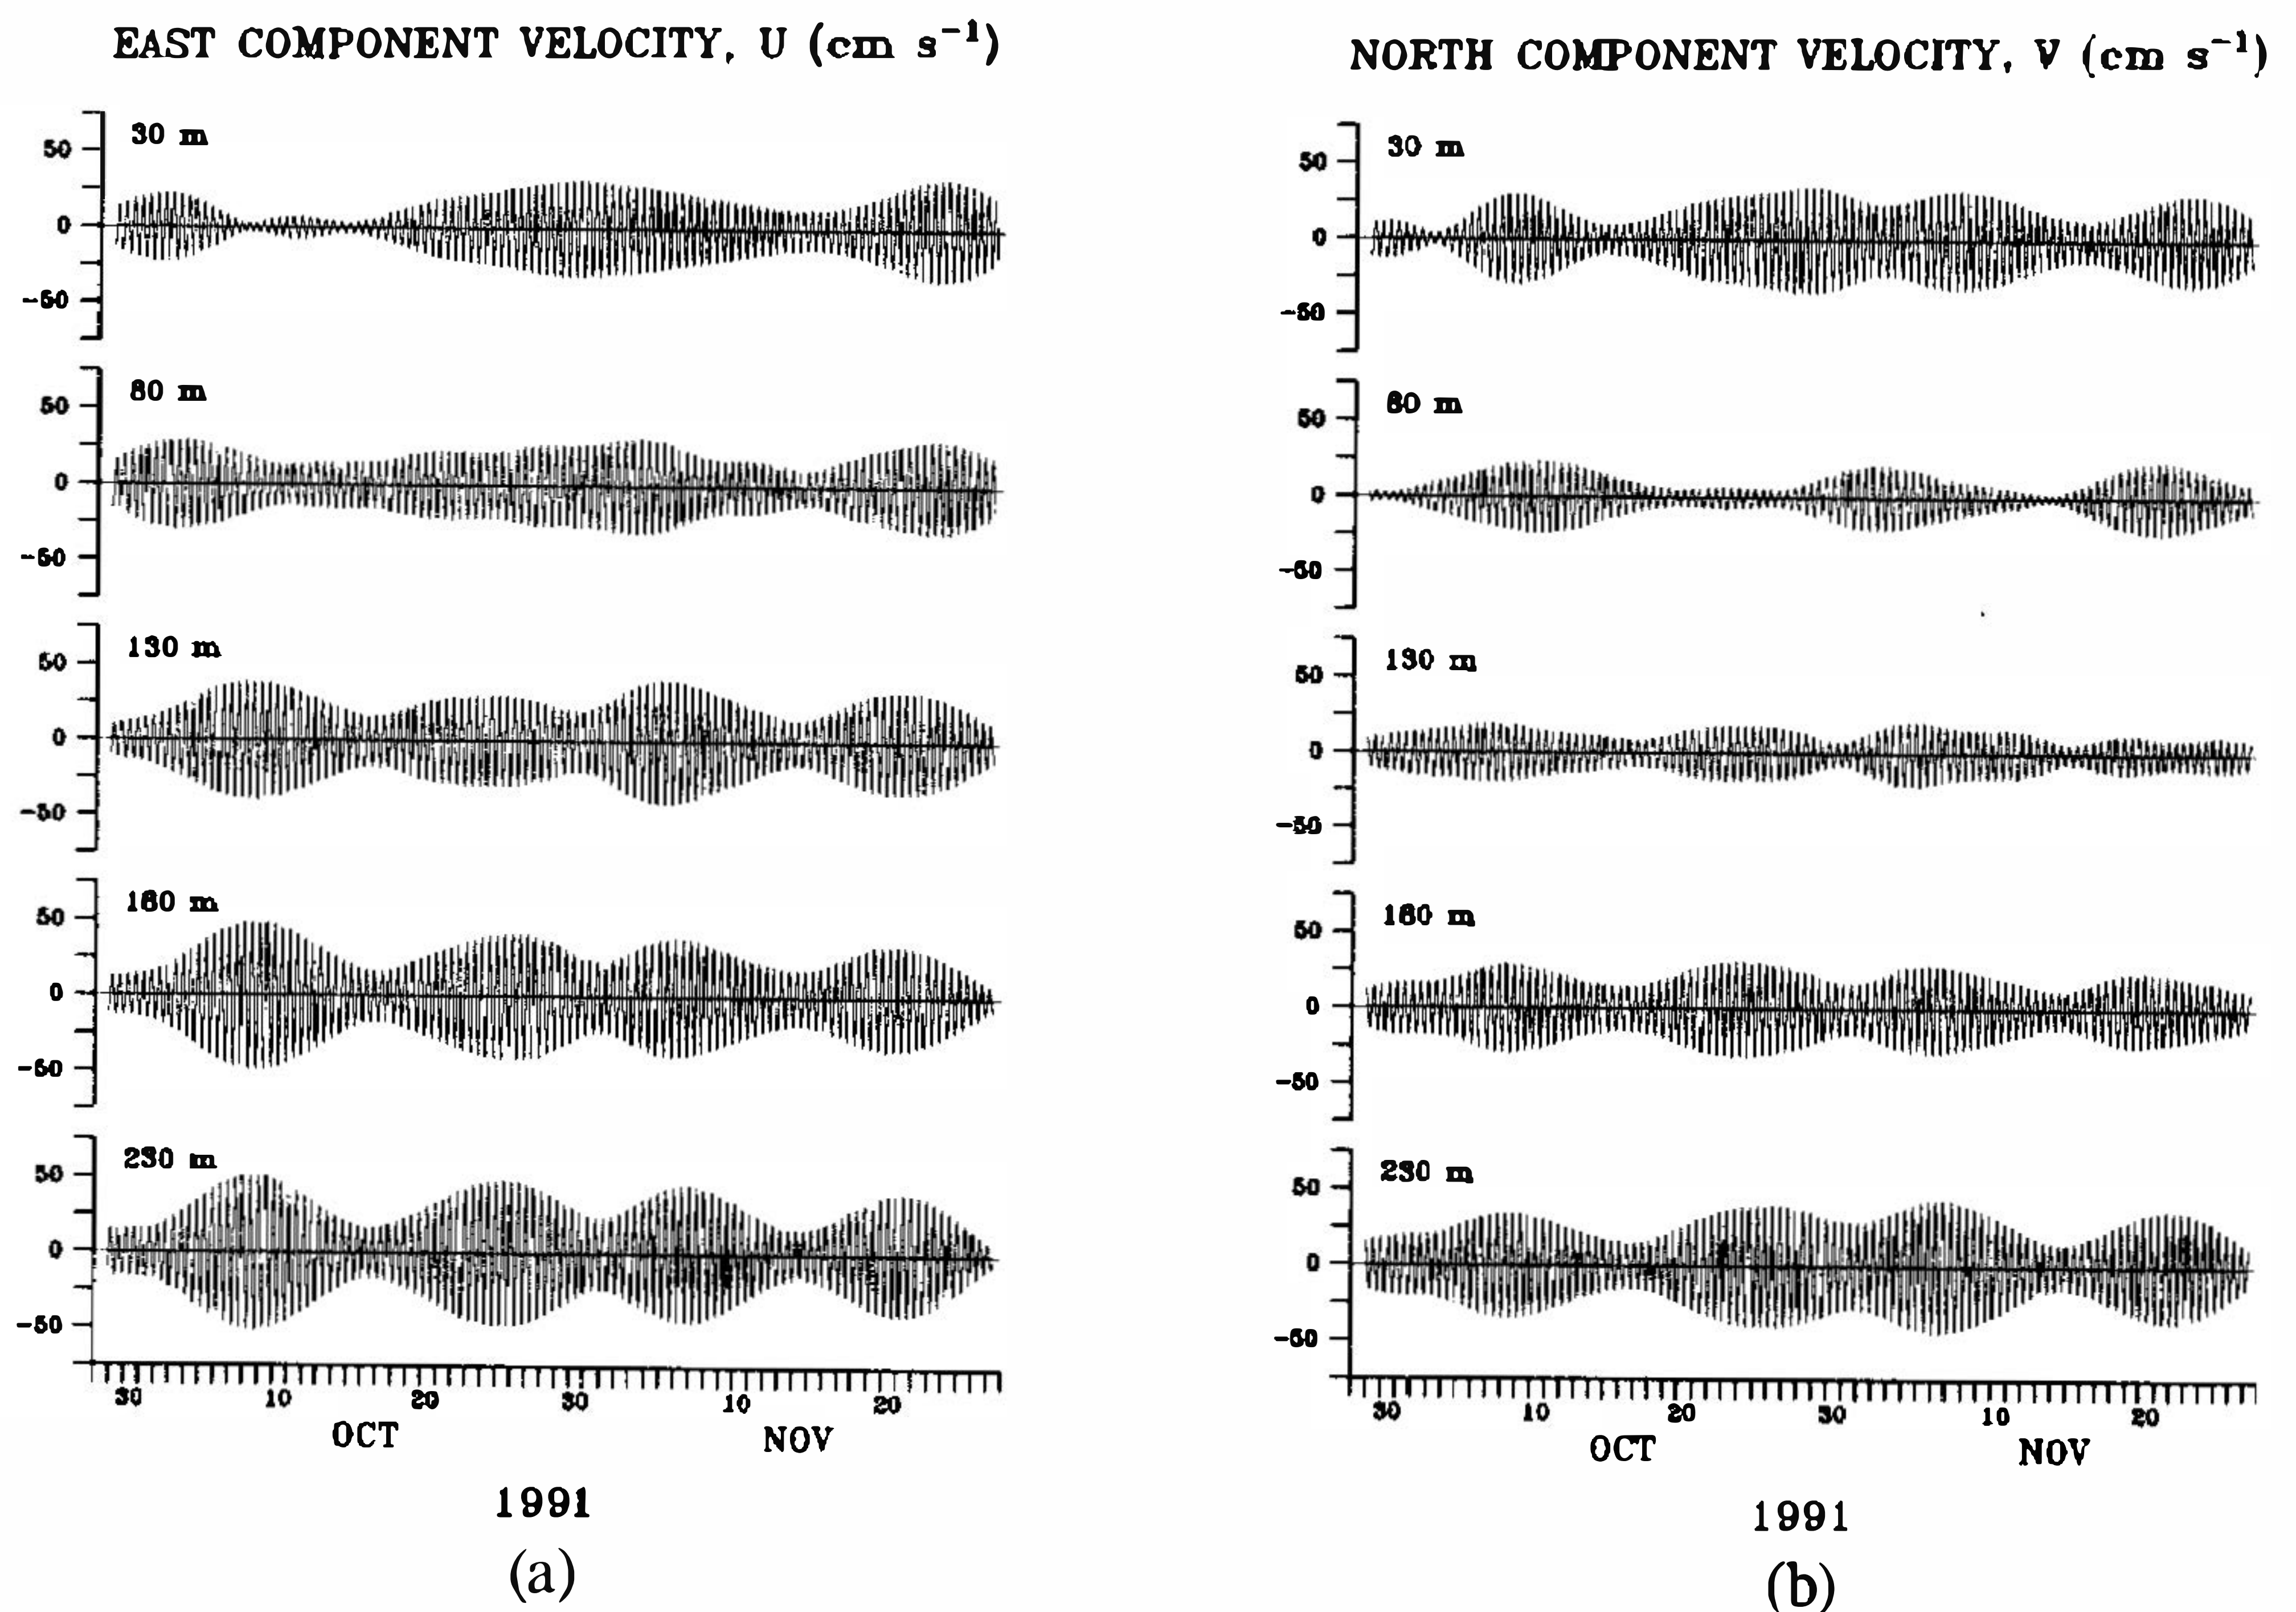 EAST COMPONENT VELOCITY, U (cm s⁻¹)
30 m
50
0
-50
80 m
50
0
-50
130 m
50
0
-50
180 m
50
0
-50
230 m
50
0
-50
30 10 20 30 10 20
OCT NOV
1991
(a)
NORTH COMPONENT VELOCITY, V (cm s⁻¹)
30 m
50
0
-50
80 m
50
0
-50
130 m
50
0
-50
180 m
50
0
-50
230 m
50
0
-50
30 10 20 30 10 20
OCT NOV
1991
(b)